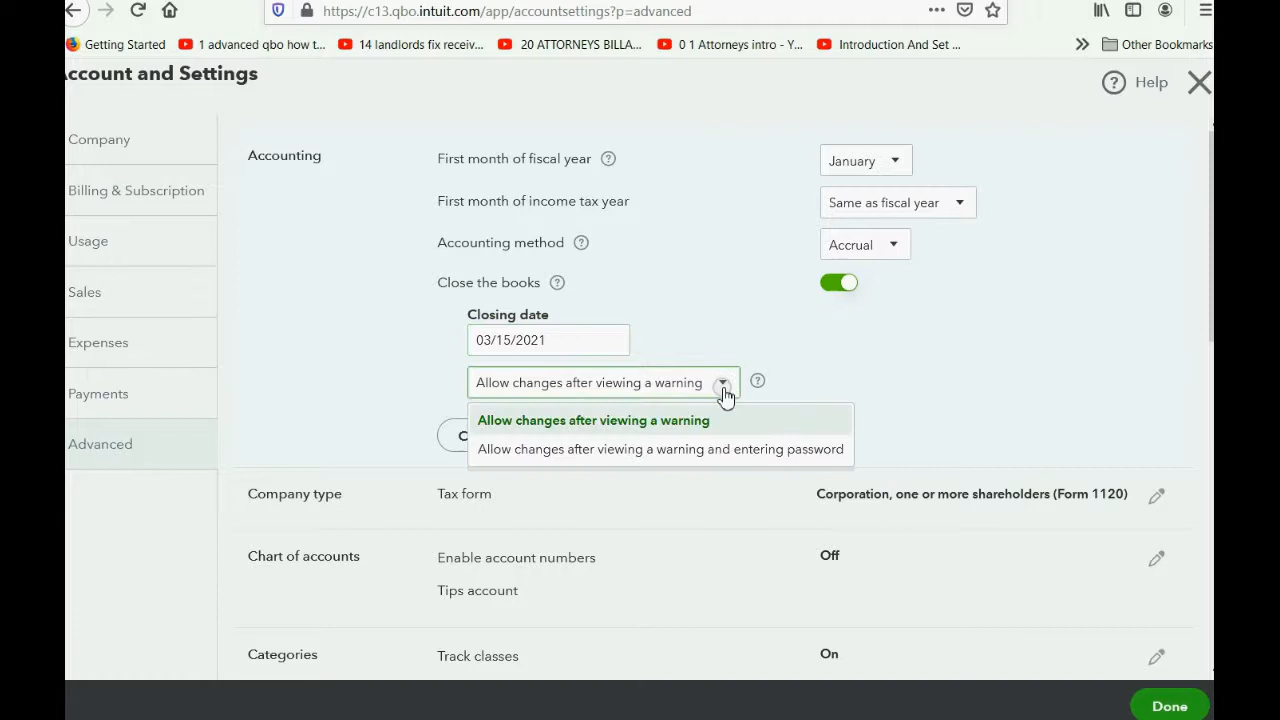 https://c13.qbo.intuit.com/app/accountsettings?p=advanced
Getting Started
1 advanced qbo how t...
14 landlords fix receiv...
20 ATTORNEYS BILLA...
0 1 Attorneys intro - Y...
Introduction And Set ...
Other Bookmarks
Account and Settings
Help
Company
Billing & Subscription
Usage
Sales
Expenses
Payments
Advanced
Accounting
First month of fiscal year
January
First month of income tax year
Same as fiscal year
Accounting method
Accrual
Close the books
Closing date
03/15/2021
Allow changes after viewing a warning
Allow changes after viewing a warning
Allow changes after viewing a warning and entering password
Company type
Tax form
Corporation, one or more shareholders (Form 1120)
Chart of accounts
Enable account numbers
Off
Tips account
Categories
Track classes
On
Done